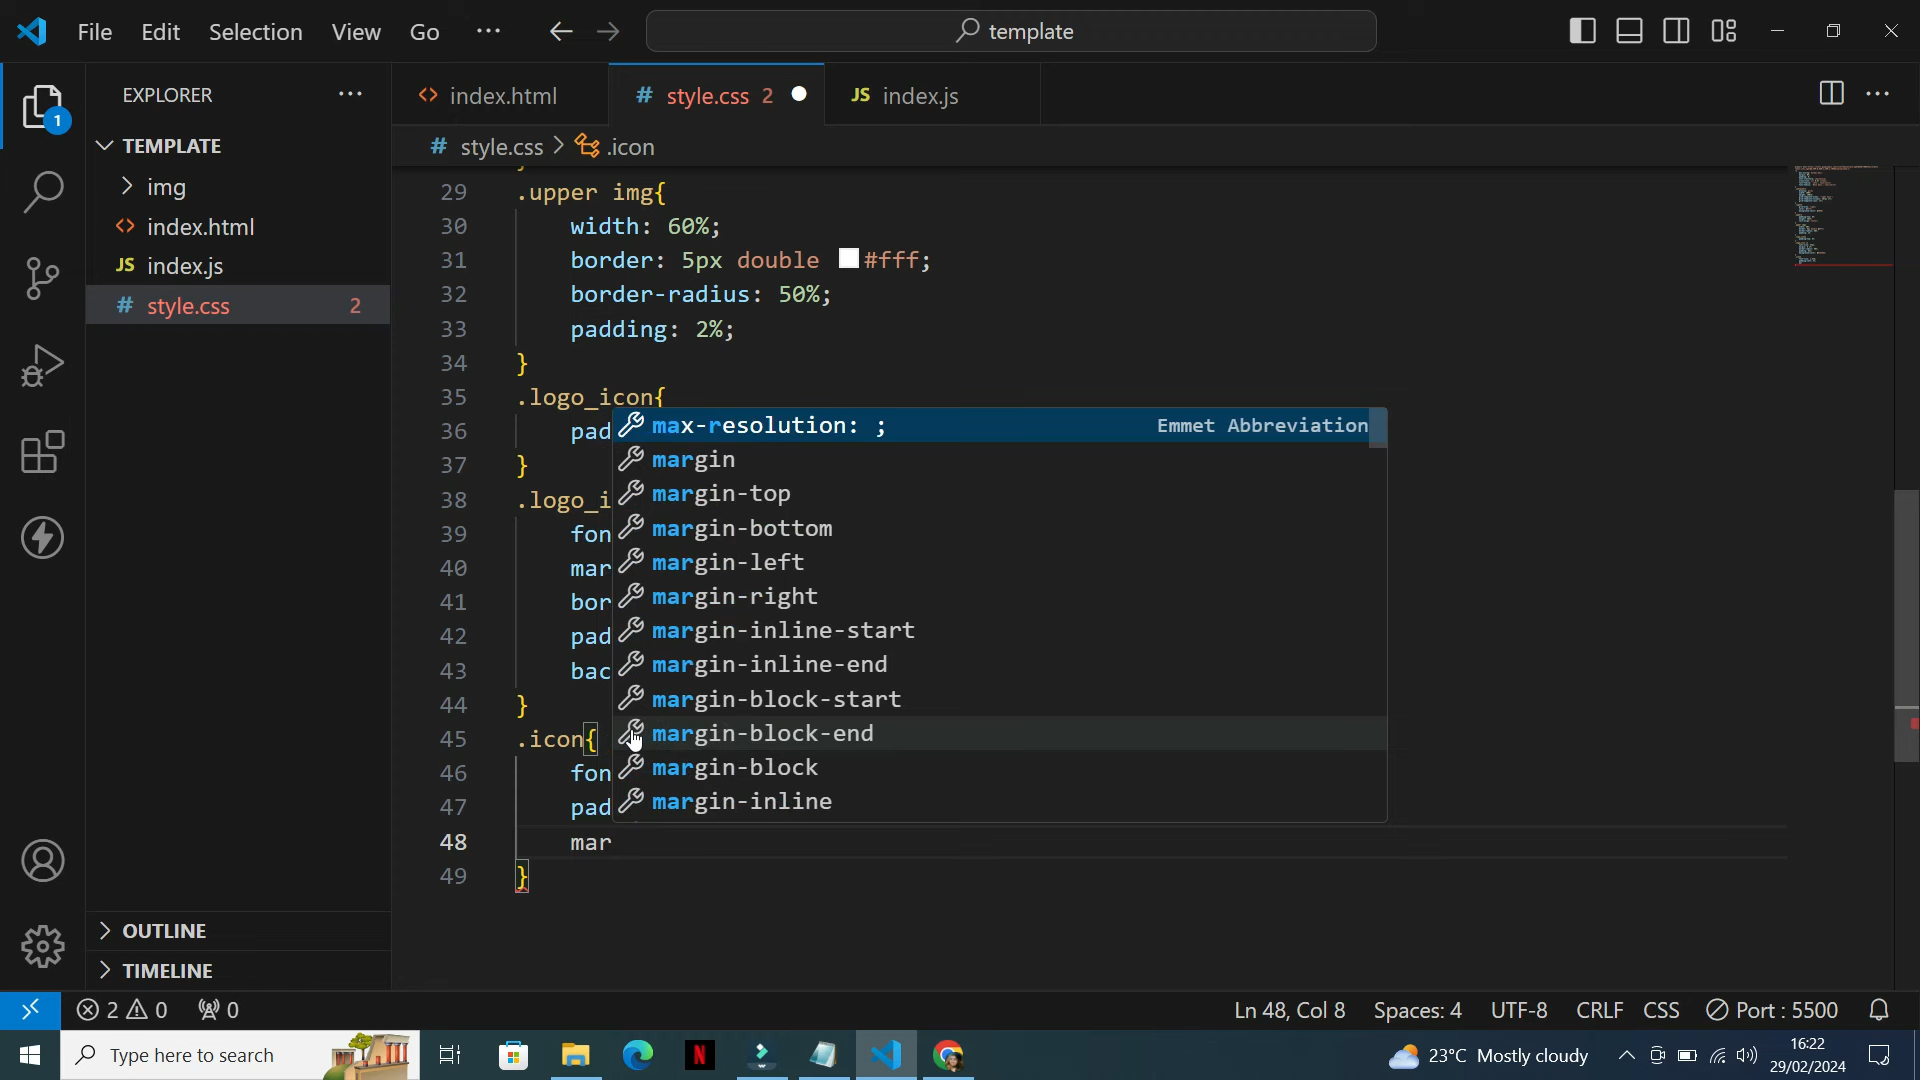 File Edit Selection View Go ··· template
EXPLORER ···
index.html
# style.css 2
JS index.js
# style.css > .icon
1
TEMPLATE
img
index.html
JS index.js
# style.css 2
29 .upper img{
30 width: 60%;
31 border: 5px double #fff;
32 border-radius: 50%;
33 padding: 2%;
34 }
35 .logo_icon{
36 pad
37 }
38 .logo_i
39 fon
40 mar
41 bor
42 pad
43 bac
44 }
45 .icon{
46 fon
47 pad
48 mar
49 }
max-resolution: ; Emmet Abbreviation
margin
margin-top
margin-bottom
margin-left
margin-right
margin-inline-start
margin-inline-end
margin-block-start
margin-block-end
margin-block
margin-inline
OUTLINE
TIMELINE
2 0 0 Ln 48, Col 8 Spaces: 4 UTF-8 CRLF CSS Port : 5500
Type here to search
N
23°C Mostly cloudy
16:22
29/02/2024